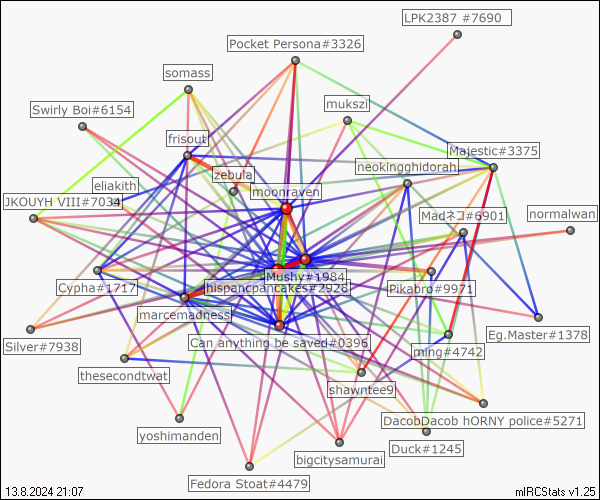 LPK2387 #7690
Pocket Persona#3326
somass
mukszi
Swirly Boi#6154
frisout
Majestic#3375
zebula
neokingghidorah
eliakith
moonraven
JKOUYH VIII#7034
Madネコ#6901
normalwan
Mushy#1984
Cypha#1717
hispancpancakes#2928
Pikabro#9971
marcemadness
Eg.Master#1378
Can anything be saved#0396
Silver#7938
ming#4742
thesecondtwat
shawntee9
DacobDacob hORNY police#5271
yoshimanden
Duck#1245
bigcitysamurai
Fedora Stoat#4479
13.8.2024 21:07
mIRCStats v1.25